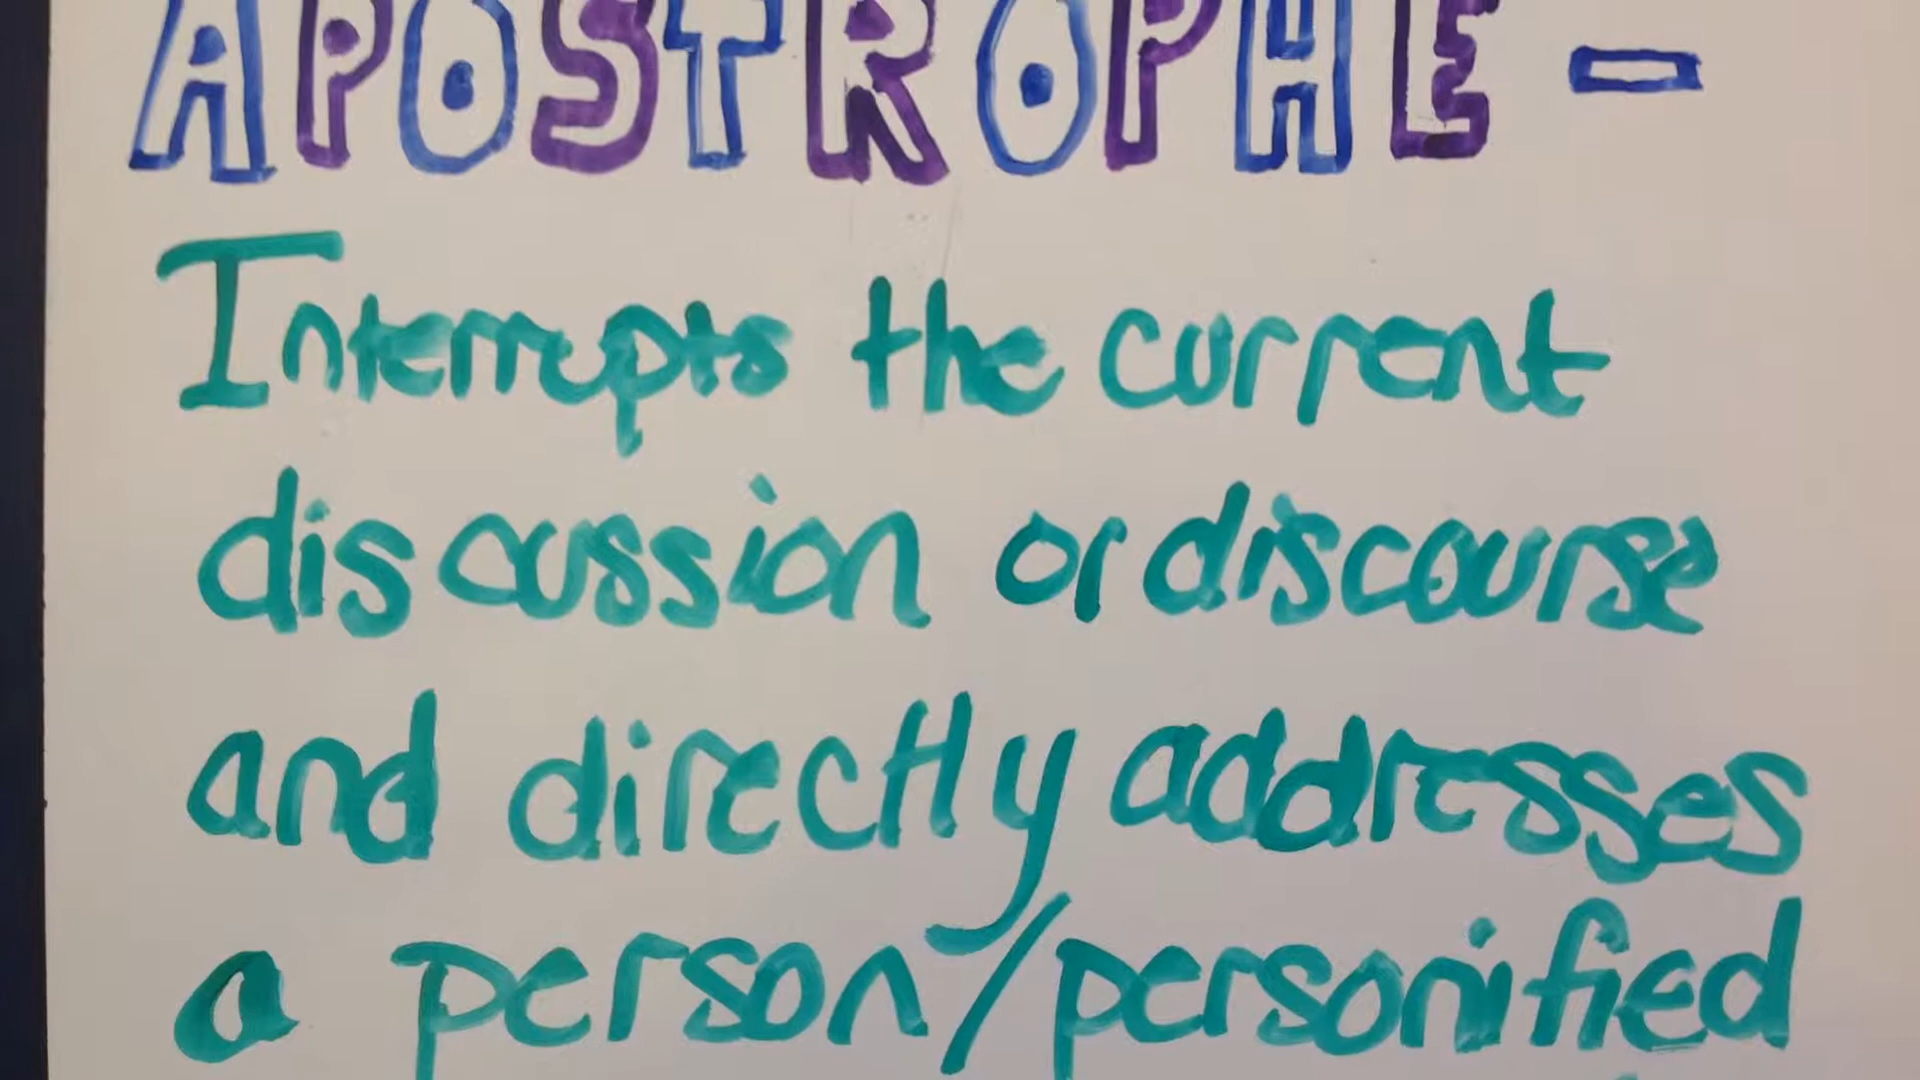 APOSTROPHE -
Interrupts the current
discussion or discourse
and directly addresses
a person/personified